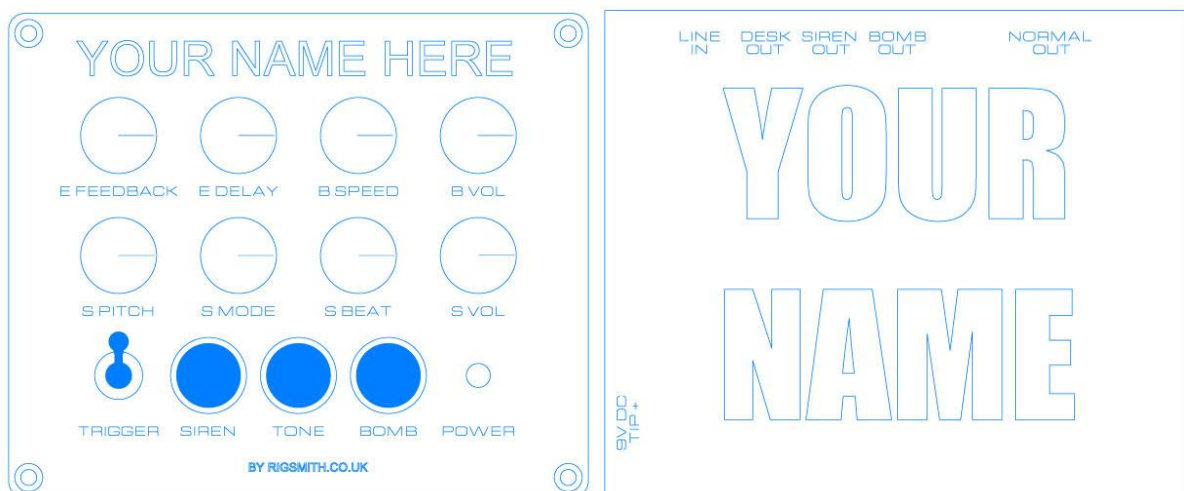 YOUR NAME HERE
E FEEDBACK E DELAY B SPEED B VOL
S PITCH S MODE S BEAT S VOL
TRIGGER SIREN TONE BOMB POWER
BY RIGSMITH.CO.UK
LINE DESK SIREN BOMB NORMAL
IN OUT OUT OUT OUT
YOUR
NAME
9V DC
TIP +